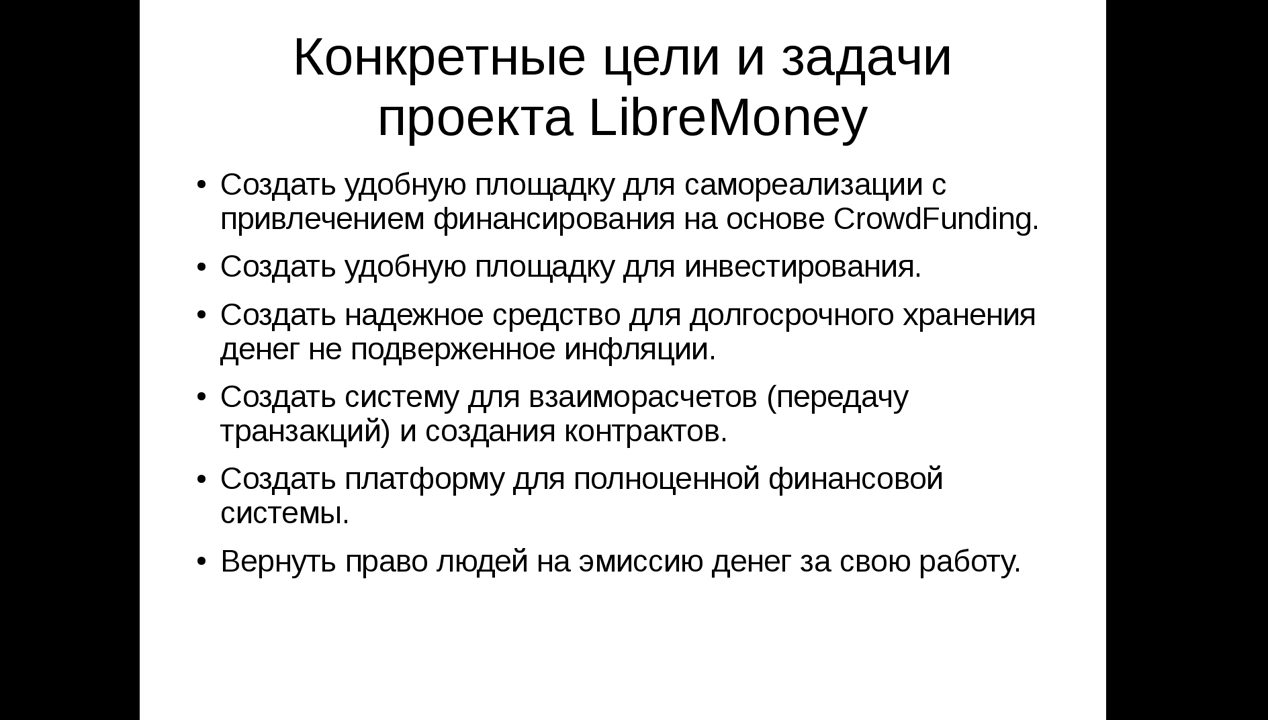 Конкретные цели и задачи
проекта LibreMoney
• Создать удобную площадку для самореализации с
привлечением финансирования на основе CrowdFunding.
• Создать удобную площадку для инвестирования.
• Создать надежное средство для долгосрочного хранения
денег не подверженное инфляции.
• Создать систему для взаиморасчетов (передачу
транзакций) и создания контрактов.
• Создать платформу для полноценной финансовой
системы.
• Вернуть право людей на эмиссию денег за свою работу.